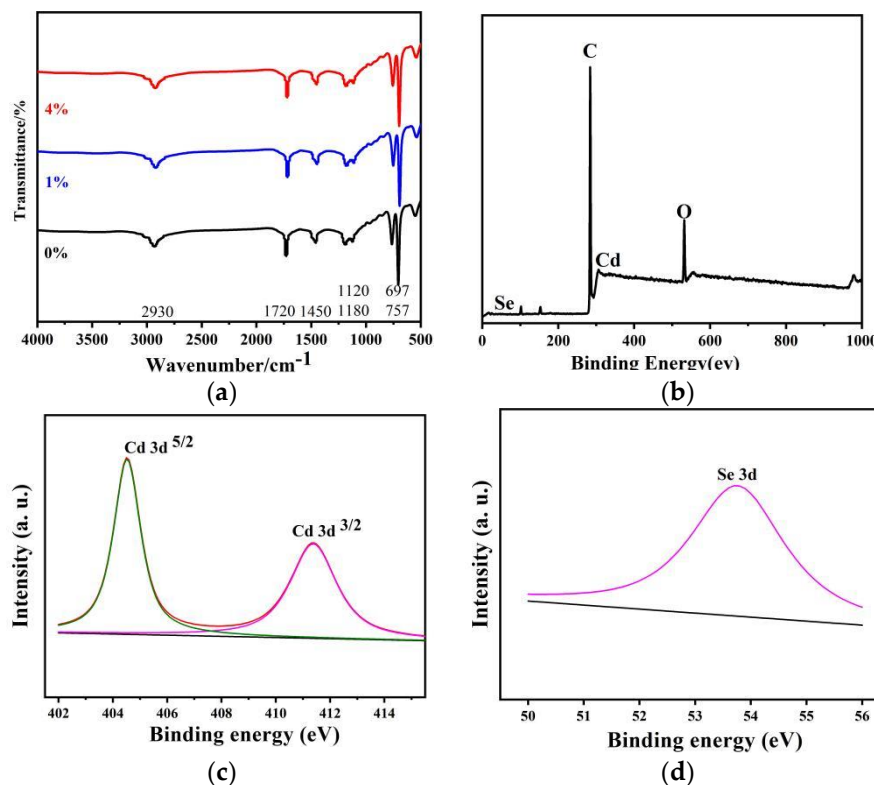 Transmittance/%
4%
1%
0%
1120 697
2930 1720 1450 1180 757
4000 3500 3000 2500 2000 1500 1000 500
Wavenumber/cm-1
(a)
C
O
Cd
Se
0 200 400 600 800 1000
Binding Energy(ev)
(b)
Intensity (a. u.)
Cd 3d 5/2
Cd 3d 3/2
402 404 406 408 410 412 414
Binding energy (eV)
(c)
Intensity (a. u.)
Se 3d
50 51 52 53 54 55 56
Binding energy (eV)
(d)